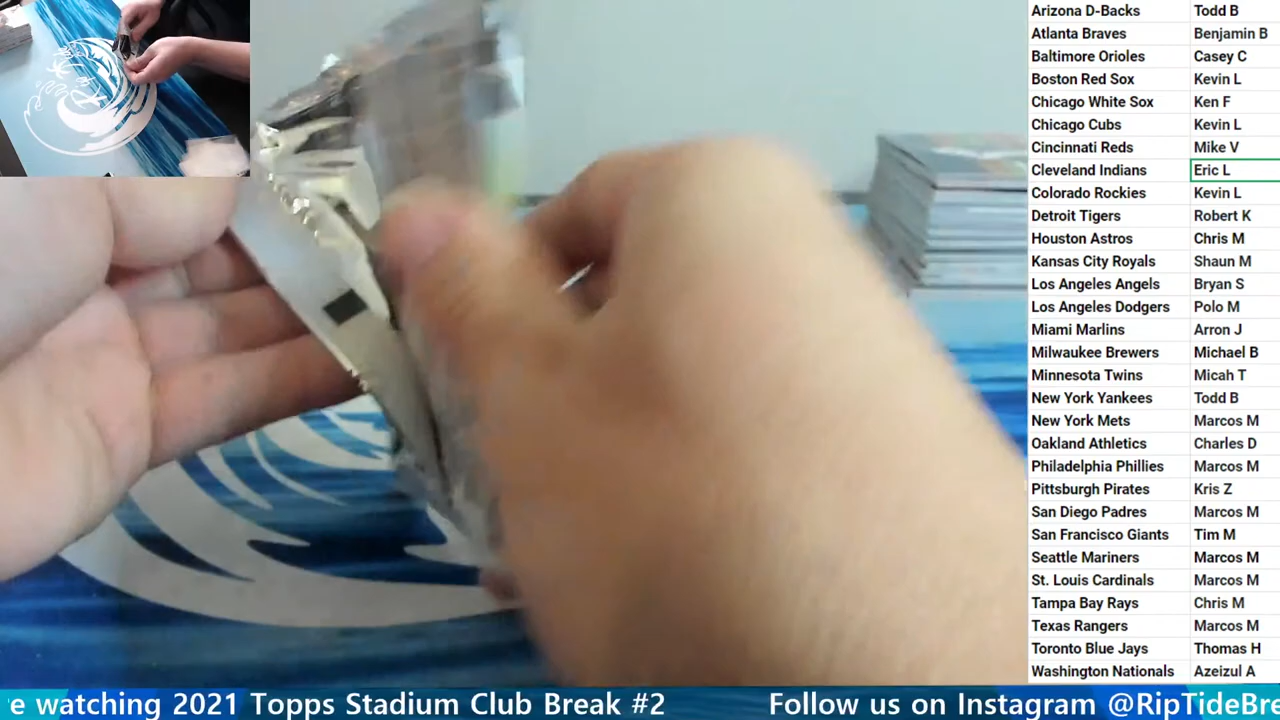 Arizona D-Backs Todd B
Atlanta Braves Benjamin B
Baltimore Orioles Casey C
Boston Red Sox Kevin L
Chicago White Sox Ken F
Chicago Cubs Kevin L
Cincinnati Reds Mike V
Cleveland Indians Eric L
Colorado Rockies Kevin L
Detroit Tigers Robert K
Houston Astros Chris M
Kansas City Royals Shaun M
Los Angeles Angels Bryan S
Los Angeles Dodgers Polo M
Miami Marlins Arron J
Milwaukee Brewers Michael B
Minnesota Twins Micah T
New York Yankees Todd B
New York Mets Marcos M
Oakland Athletics Charles D
Philadelphia Phillies Marcos M
Pittsburgh Pirates Kris Z
San Diego Padres Marcos M
San Francisco Giants Tim M
Seattle Mariners Marcos M
St. Louis Cardinals Marcos M
Tampa Bay Rays Chris M
Texas Rangers Marcos M
Toronto Blue Jays Thomas H
Washington Nationals Azeizul A
e watching 2021 Topps Stadium Club Break #2 Follow us on Instagram @RipTideBre